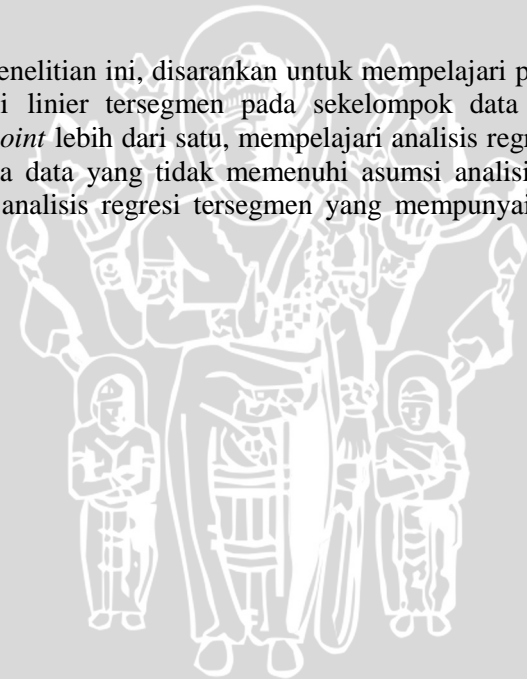 enelitian ini, disarankan untuk mempelajari p
i linier tersegmen pada sekelompok data
oint lebih dari satu, mempelajari analisis regr
a data yang tidak memenuhi asumsi analisi
analisis regresi tersegmen yang mempunyai